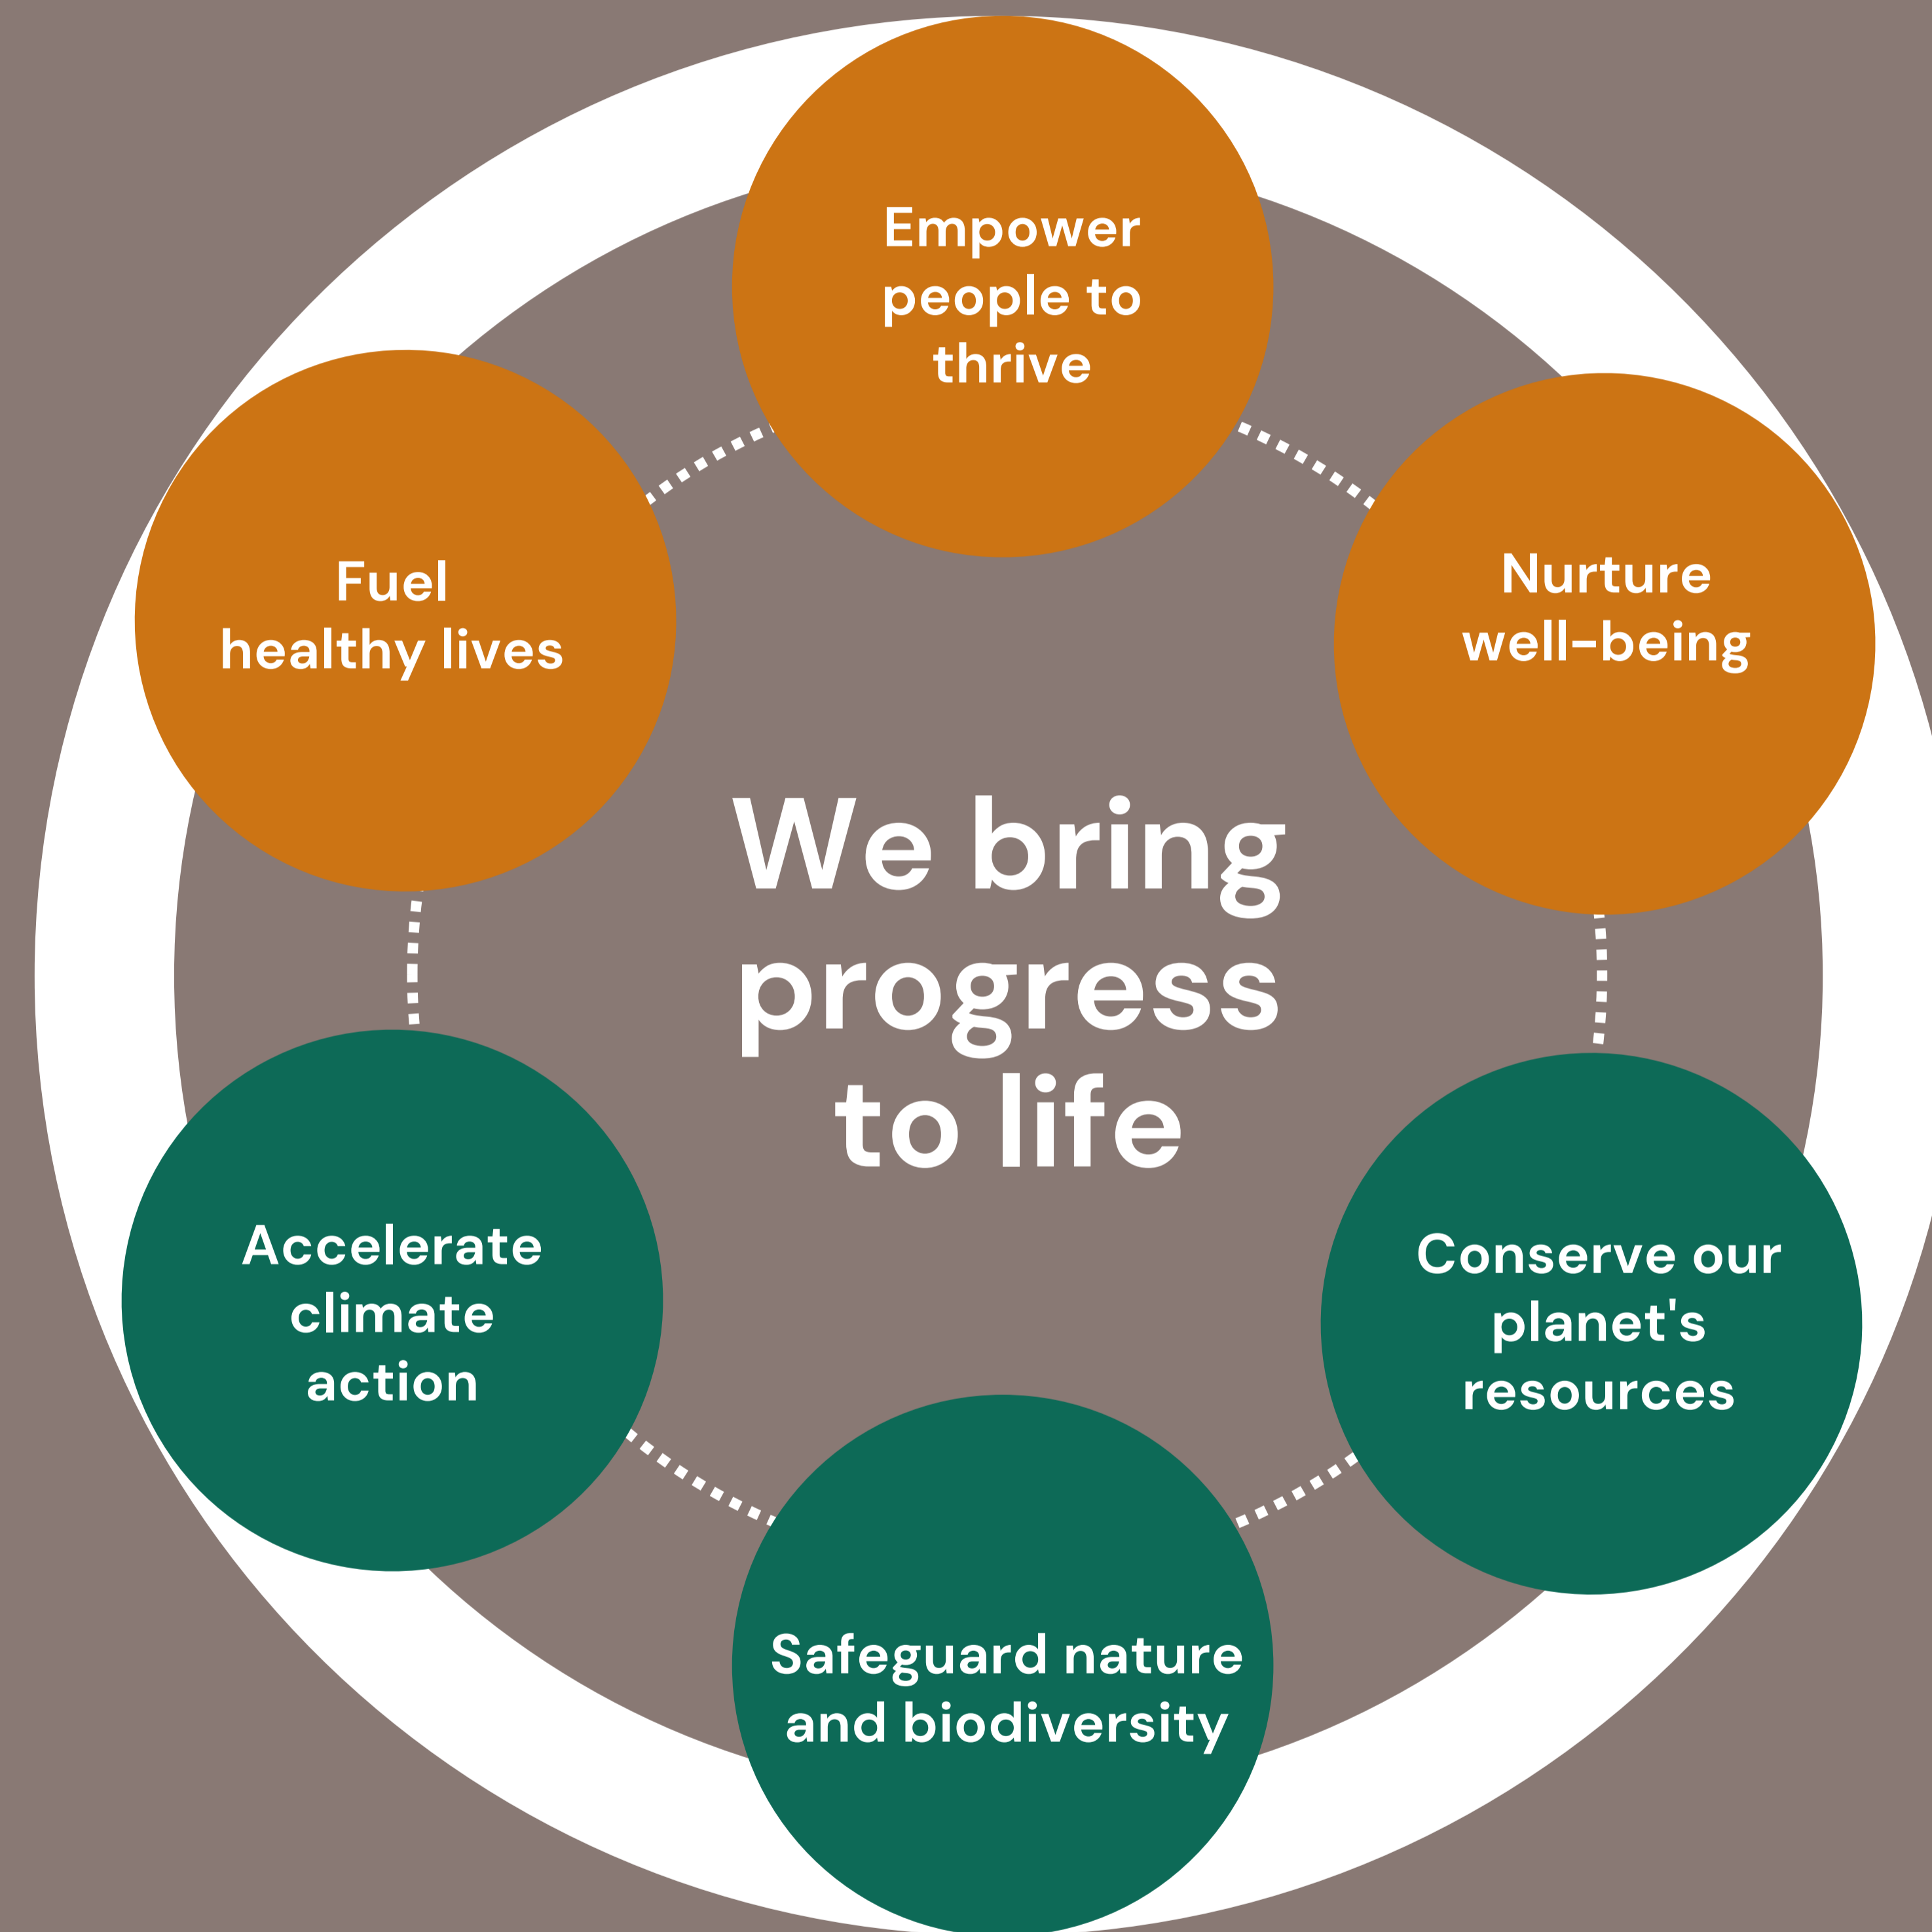 Empower
people to
thrive
Fuel
healthy lives
Nurture
well-being
We bring
progress
to life
Accelerate
climate
action
Conserve our
planet's
resources
Safeguard nature
and biodiversity